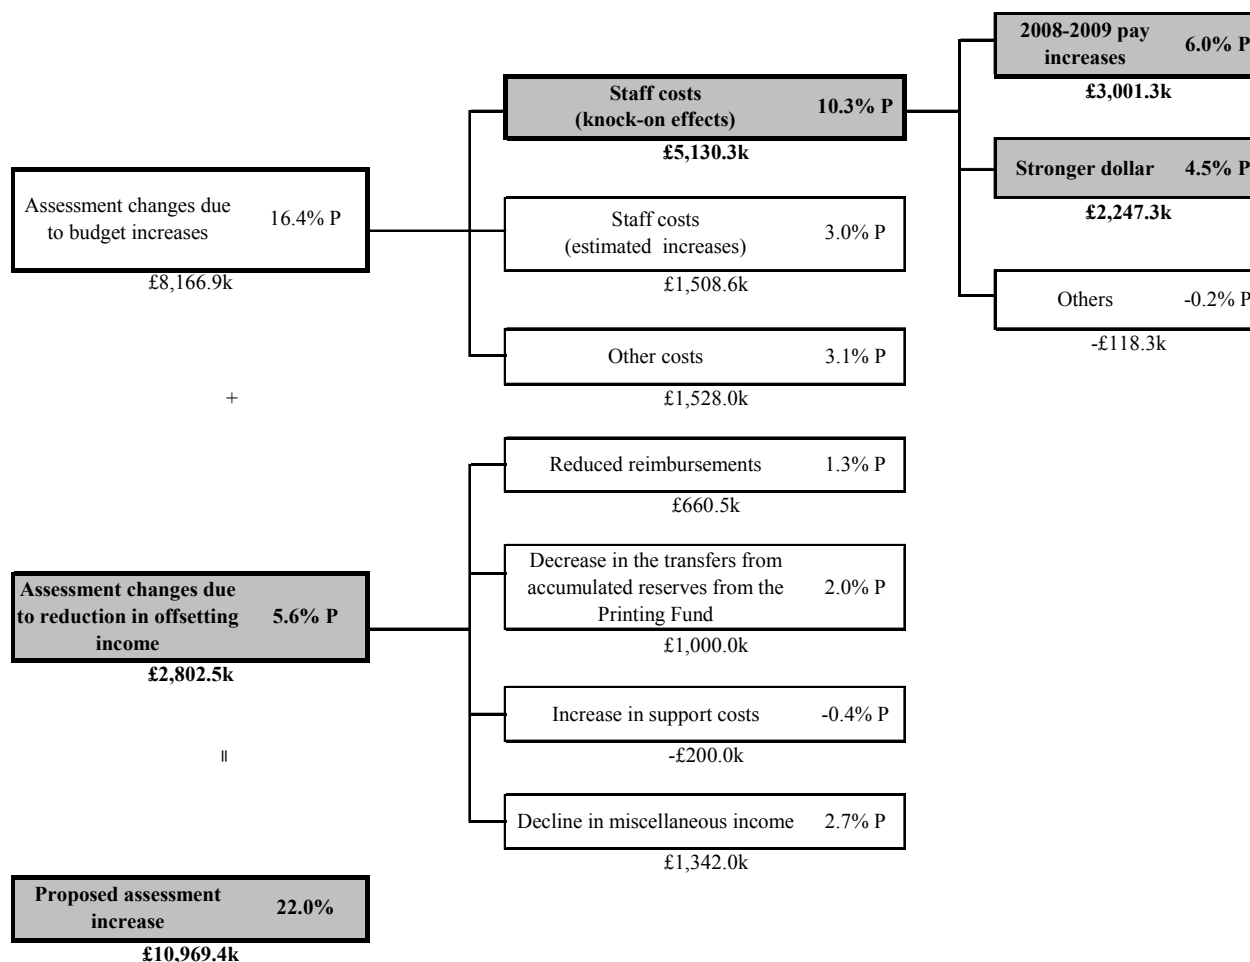 2008-2009 pay
increases
6.0% P
£3,001.3k
Staff costs
(knock-on effects)
10.3% P
£5,130.3k
Stronger dollar 4.5% P
£2,247.3k
Assessment changes due
to budget increases
16.4% P
£8,166.9k
Staff costs
(estimated increases)
3.0% P
£1,508.6k
Others -0.2% P
-£118.3k
Other costs 3.1% P
£1,528.0k
+
Reduced reimbursements 1.3% P
£660.5k
Decrease in the transfers from
accumulated reserves from the
Printing Fund
2.0% P
£1,000.0k
Assessment changes due
to reduction in offsetting
income
5.6% P
£2,802.5k
Increase in support costs -0.4% P
-£200.0k
=
Decline in miscellaneous income 2.7% P
£1,342.0k
Proposed assessment
increase
22.0%
£10,969.4k